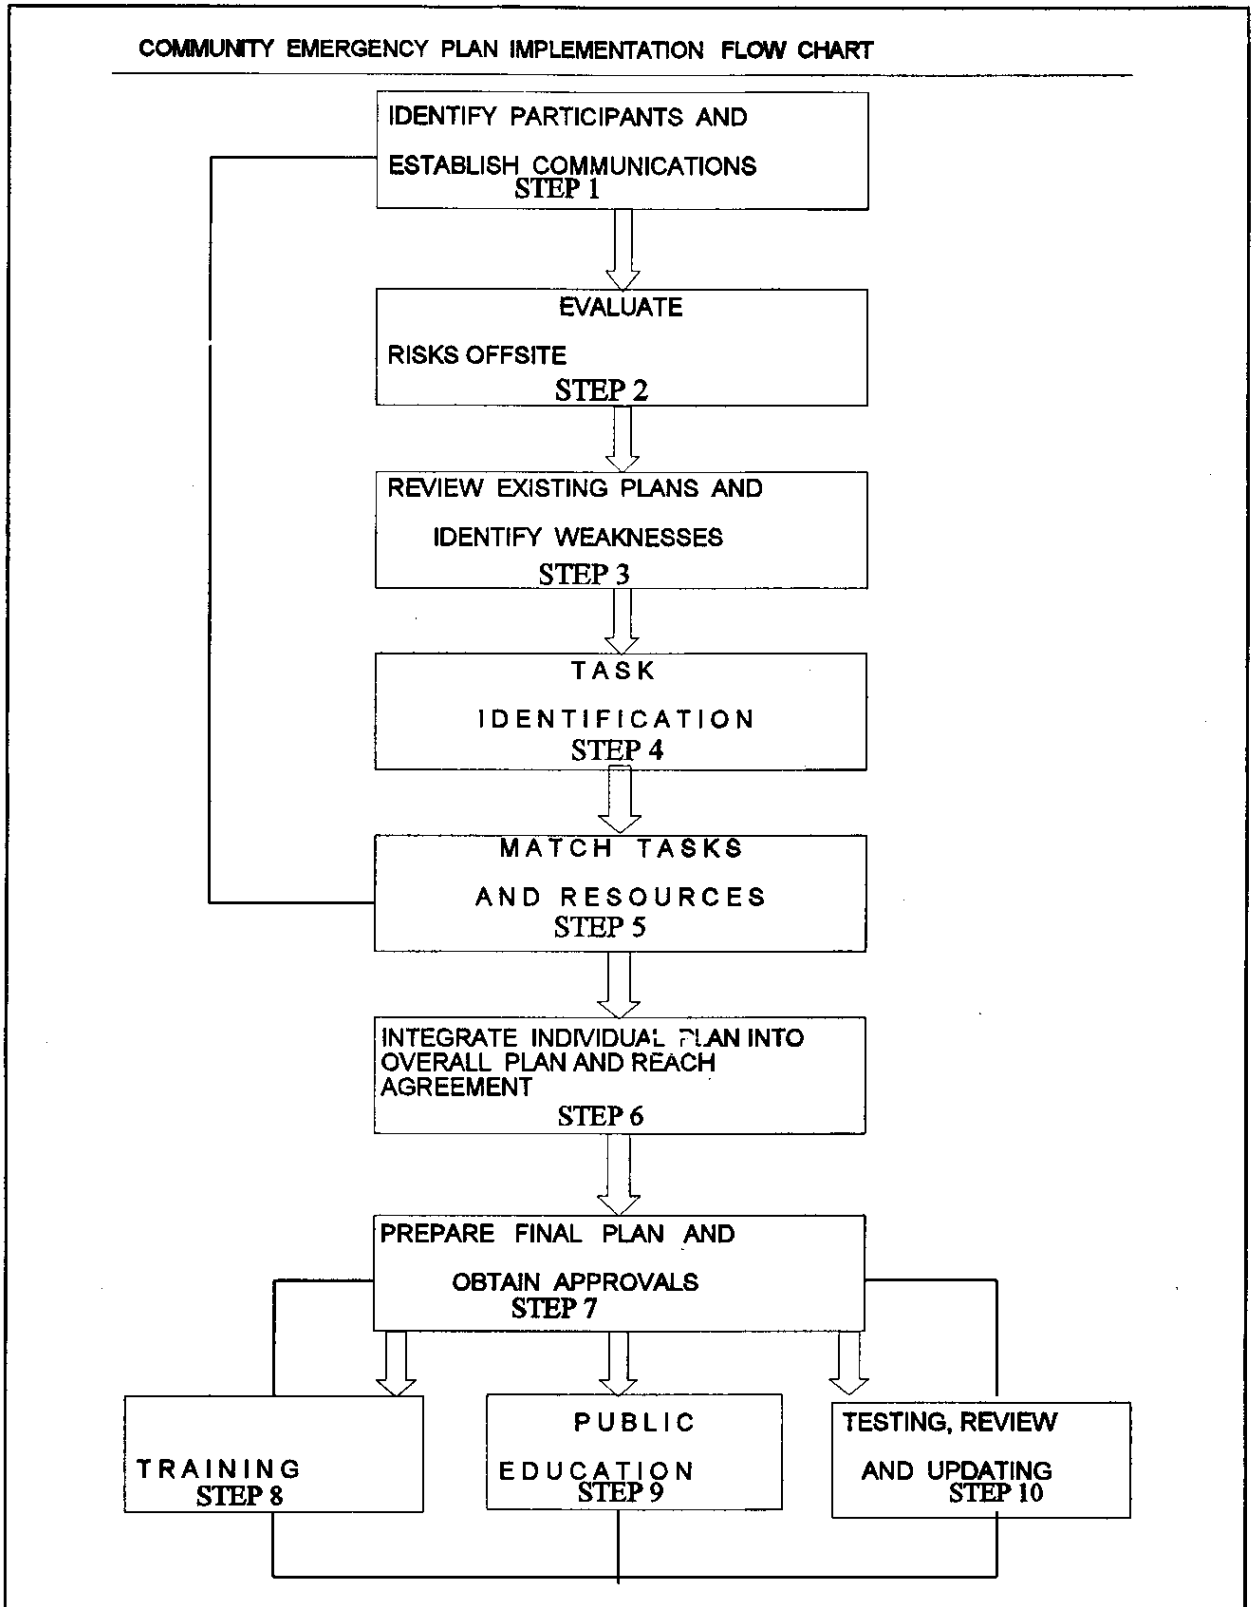 COMMUNITY EMERGENCY PLAN IMPLEMENTATION FLOW CHART
IDENTIFY PARTICIPANTS AND
ESTABLISH COMMUNICATIONS
STEP 1
EVALUATE
RISKS OFFSITE
STEP 2
REVIEW EXISTING PLANS AND
IDENTIFY WEAKNESSES
STEP 3
TASK
IDENTIFICATION
STEP 4
MATCH TASKS
AND RESOURCES
STEP 5
INTEGRATE INDIVIDUAL PLAN INTO
OVERALL PLAN AND REACH
AGREEMENT
STEP 6
PREPARE FINAL PLAN AND
OBTAIN APPROVALS
STEP 7
TRAINING
STEP 8
PUBLIC
EDUCATION
STEP 9
TESTING, REVIEW
AND UPDATING
STEP 10